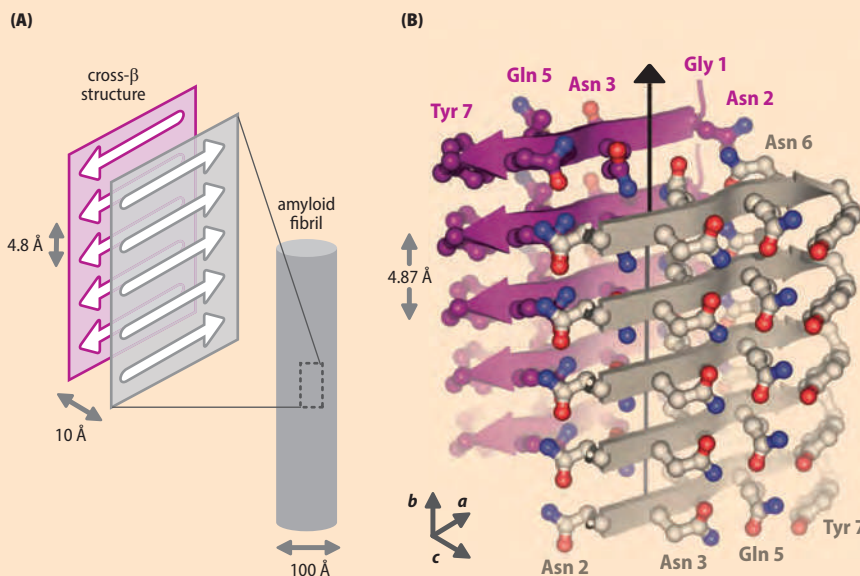 (A)
cross-β
structure
4.8 Å
10 Å
amyloid
fibril
100 Å
(B)
Gln 5
Asn 3
Gly 1
Tyr 7
Asn 2
Asn 6
4.87 Å
b
a
c
Asn 2
Asn 3
Gln 5
Tyr 7